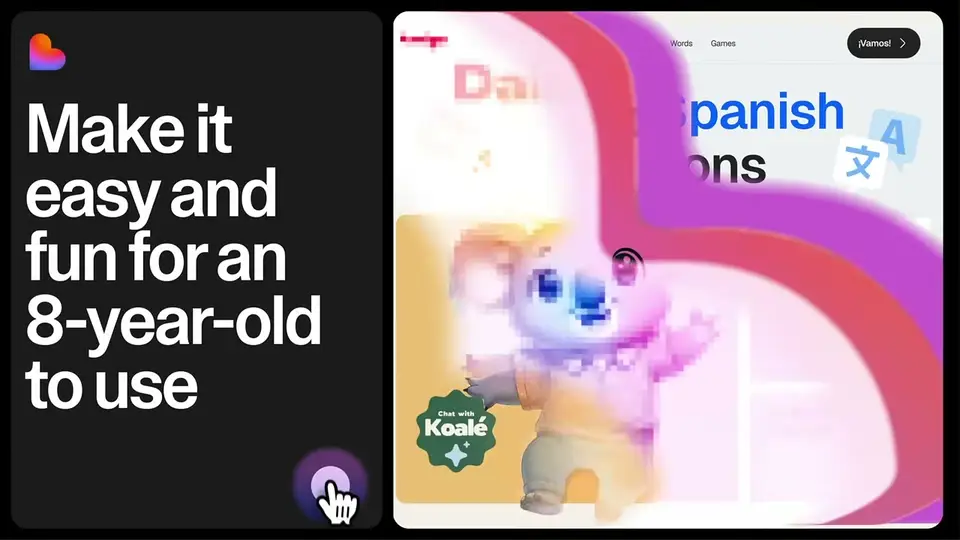 Make it
easy and
fun for an
8-year-old
to use
Words Games ¡Vamos!
Spanish
ons
A
文
Chat with
Koalé